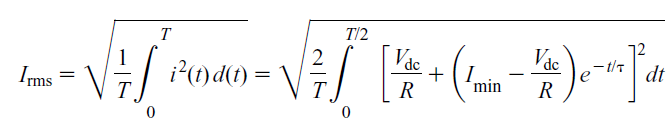 I_rms = √( (1/T) ∫_0^T i²(t) d(t) ) = √( (2/T) ∫_0^{T/2} [ V_dc/R + ( I_min − V_dc/R ) e^{−t/τ} ]² dt